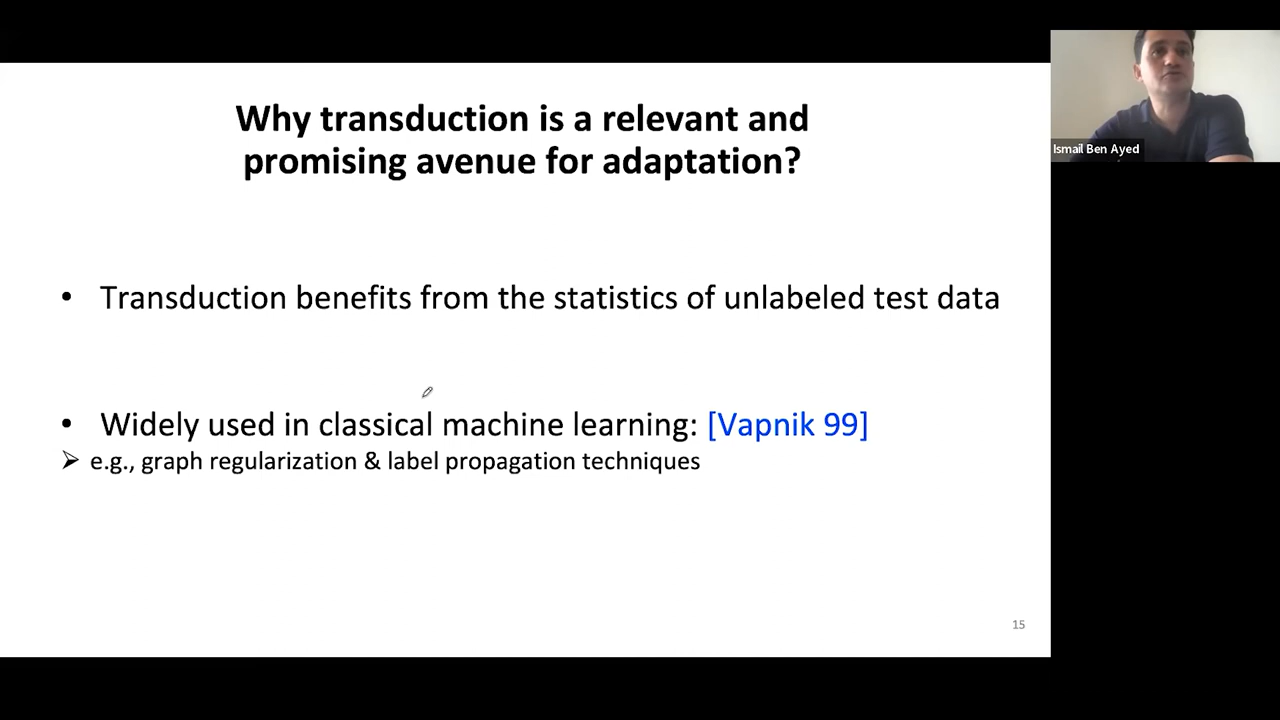 Why transduction is a relevant and
promising avenue for adaptation?
• Transduction benefits from the statistics of unlabeled test data
• Widely used in classical machine learning: [Vapnik 99]
➢ e.g., graph regularization & label propagation techniques
15
Ismail Ben Ayed